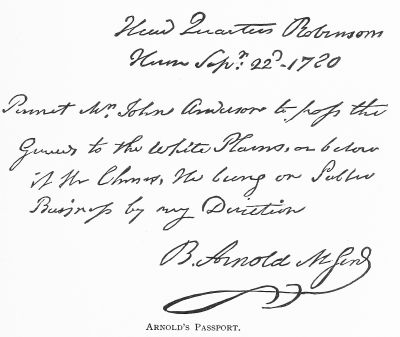 Head Quarters Robinsons
House Sepr. 22d. 1780
Permit Mr. John Anderson to pass the
Guards to the White Plains, or below
if He Chuses, He being on Public
Business by my Direction
B. Arnold M Genl
ARNOLD'S PASSPORT.